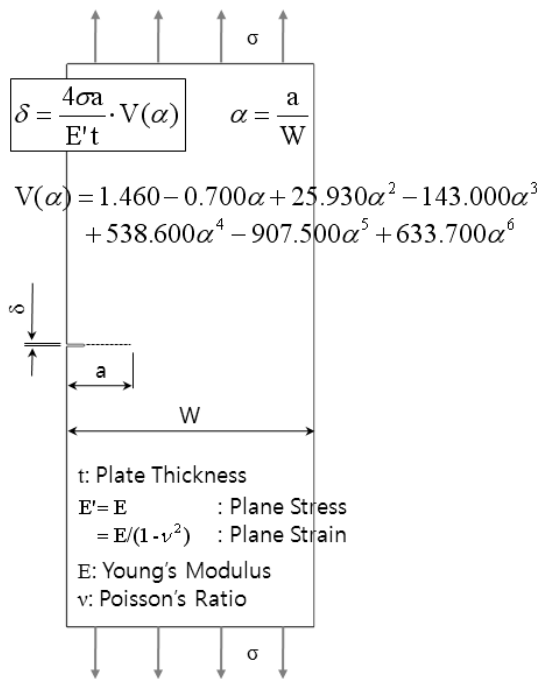 σ
δ = 4σa / E't · V(α)    α = a / W
V(α) = 1.460 − 0.700α + 25.930α² − 143.000α³
+ 538.600α⁴ − 907.500α⁵ + 633.700α⁶
δ
a
W
t: Plate Thickness
E'= E : Plane Stress
= E/(1-ν²) : Plane Strain
E: Young's Modulus
ν: Poisson's Ratio
σ